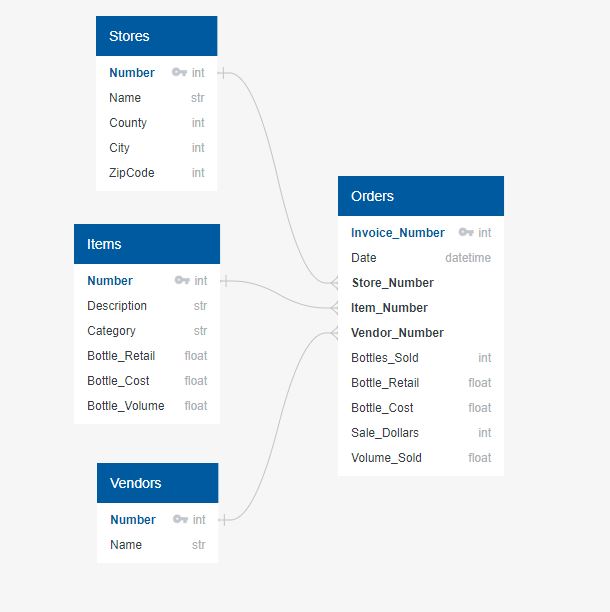 Stores
Number int
Name str
County int
City int
ZipCode int
Items
Number int
Description str
Category str
Bottle_Retail float
Bottle_Cost float
Bottle_Volume float
Vendors
Number int
Name str
Orders
Invoice_Number int
Date datetime
Store_Number
Item_Number
Vendor_Number
Bottles_Sold int
Bottle_Retail float
Bottle_Cost float
Sale_Dollars int
Volume_Sold float